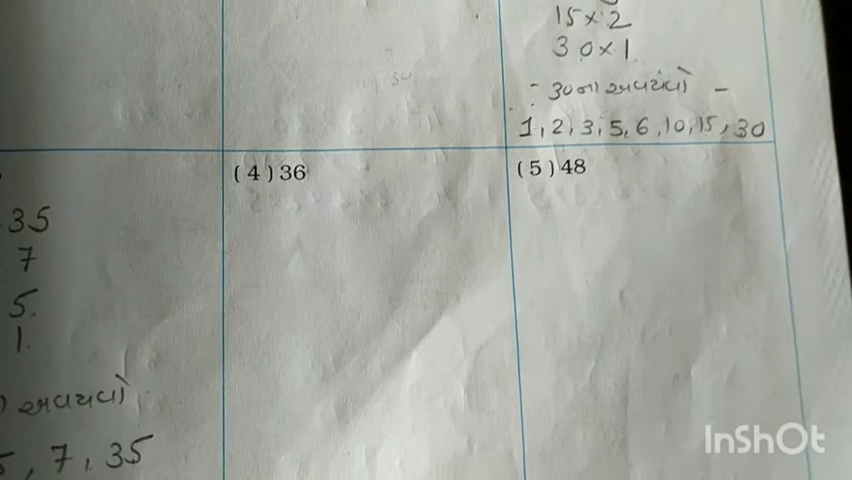 15×2
30×1
30ના અવયવો -
1, 2, 3, 5, 6, 10, 15, 30
(4) 36
(5) 48
35
7
5.
1.
અવયવો
5, 7, 35
InShOt